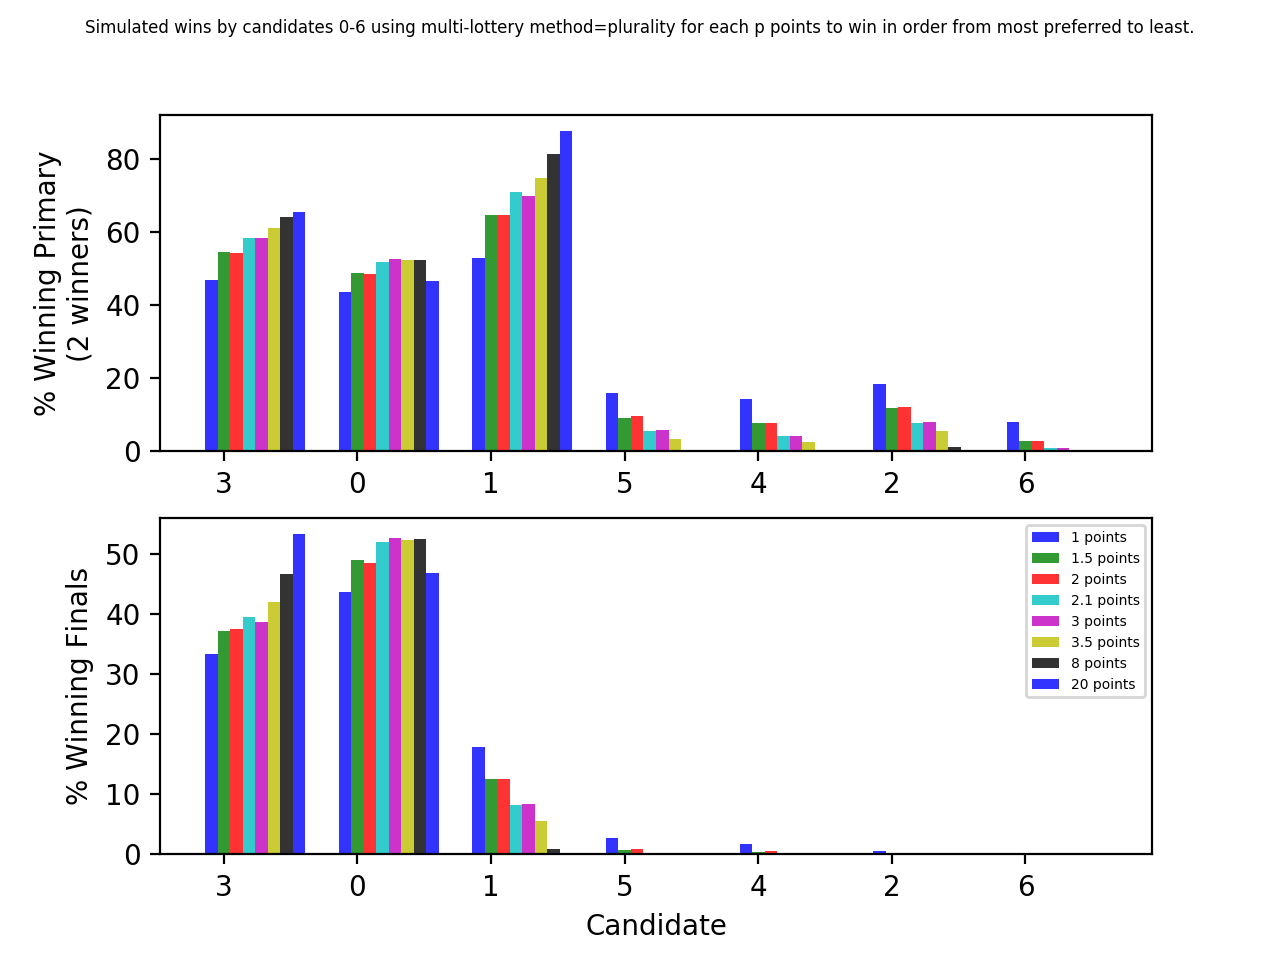 Simulated wins by candidates 0-6 using multi-lottery method=plurality for each p points to win in order from most preferred to least.
% Winning Primary
(2 winners)
80
60
40
20
0
3 0 1 5 4 2 6
% Winning Finals
50
40
30
20
10
0
1 points
1.5 points
2 points
2.1 points
3 points
3.5 points
8 points
20 points
3 0 1 5 4 2 6
Candidate